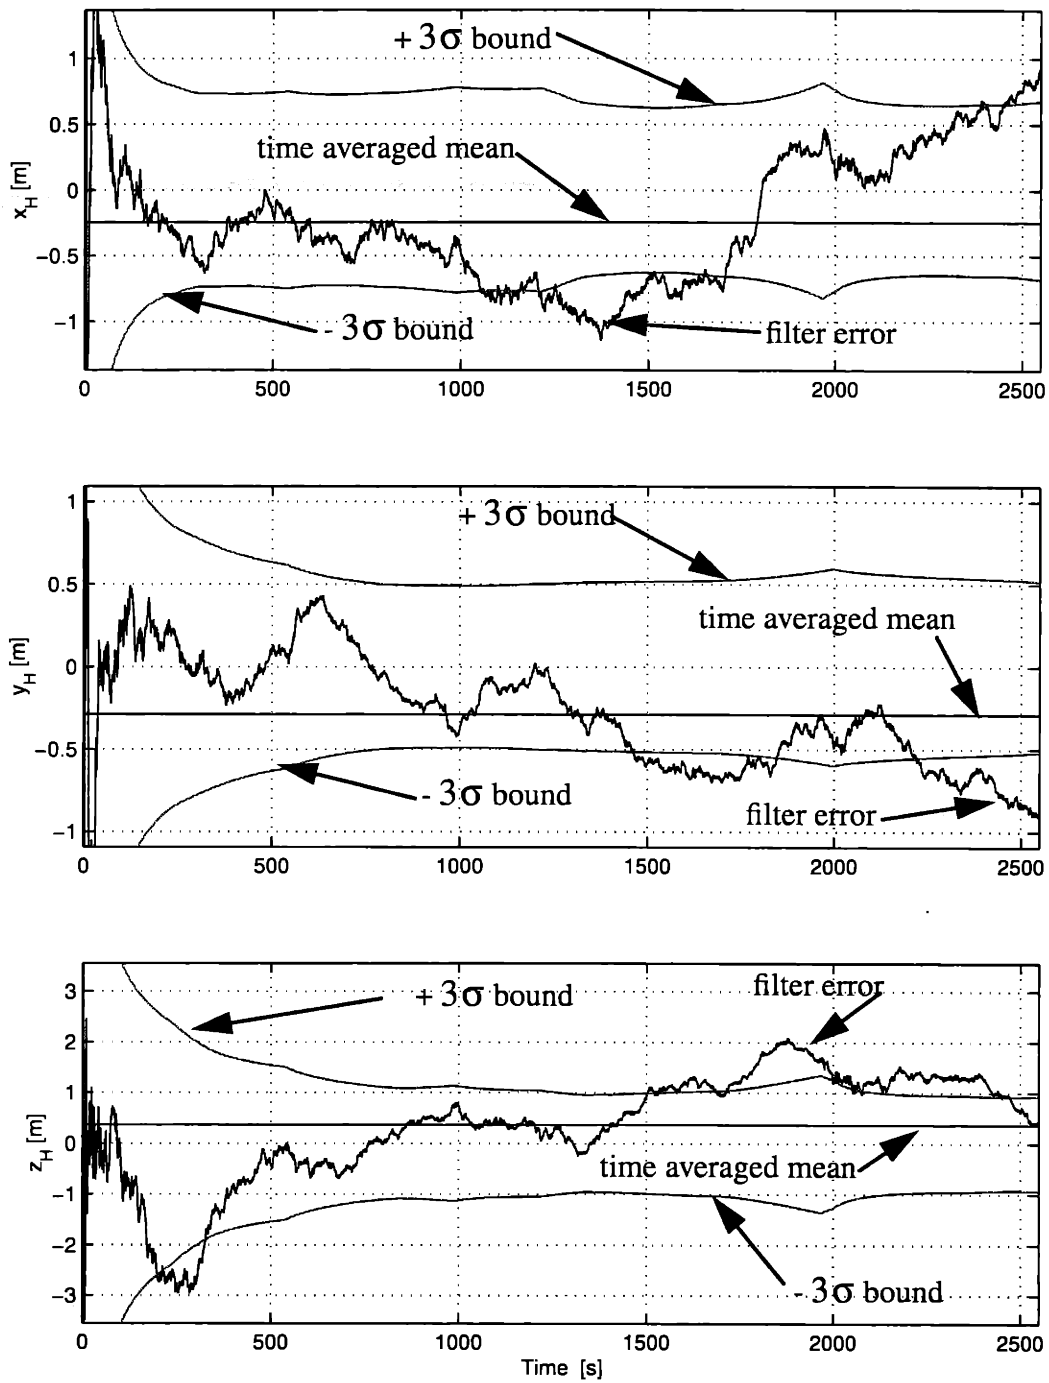 + 3σ bound
1
0.5
time averaged mean
0
x_H [m]
−0.5
−1
- 3σ bound
filter error
0 500 1000 1500 2000 2500
1
+ 3σ bound
0.5
time averaged mean
0
y_H [m]
−0.5
- 3σ bound
filter error
−1
0 500 1000 1500 2000 2500
3
+ 3σ bound
filter error
2
1
0
z_H [m]
time averaged mean
−1
−2
- 3σ bound
−3
0 500 1000 1500 2000 2500
Time [s]